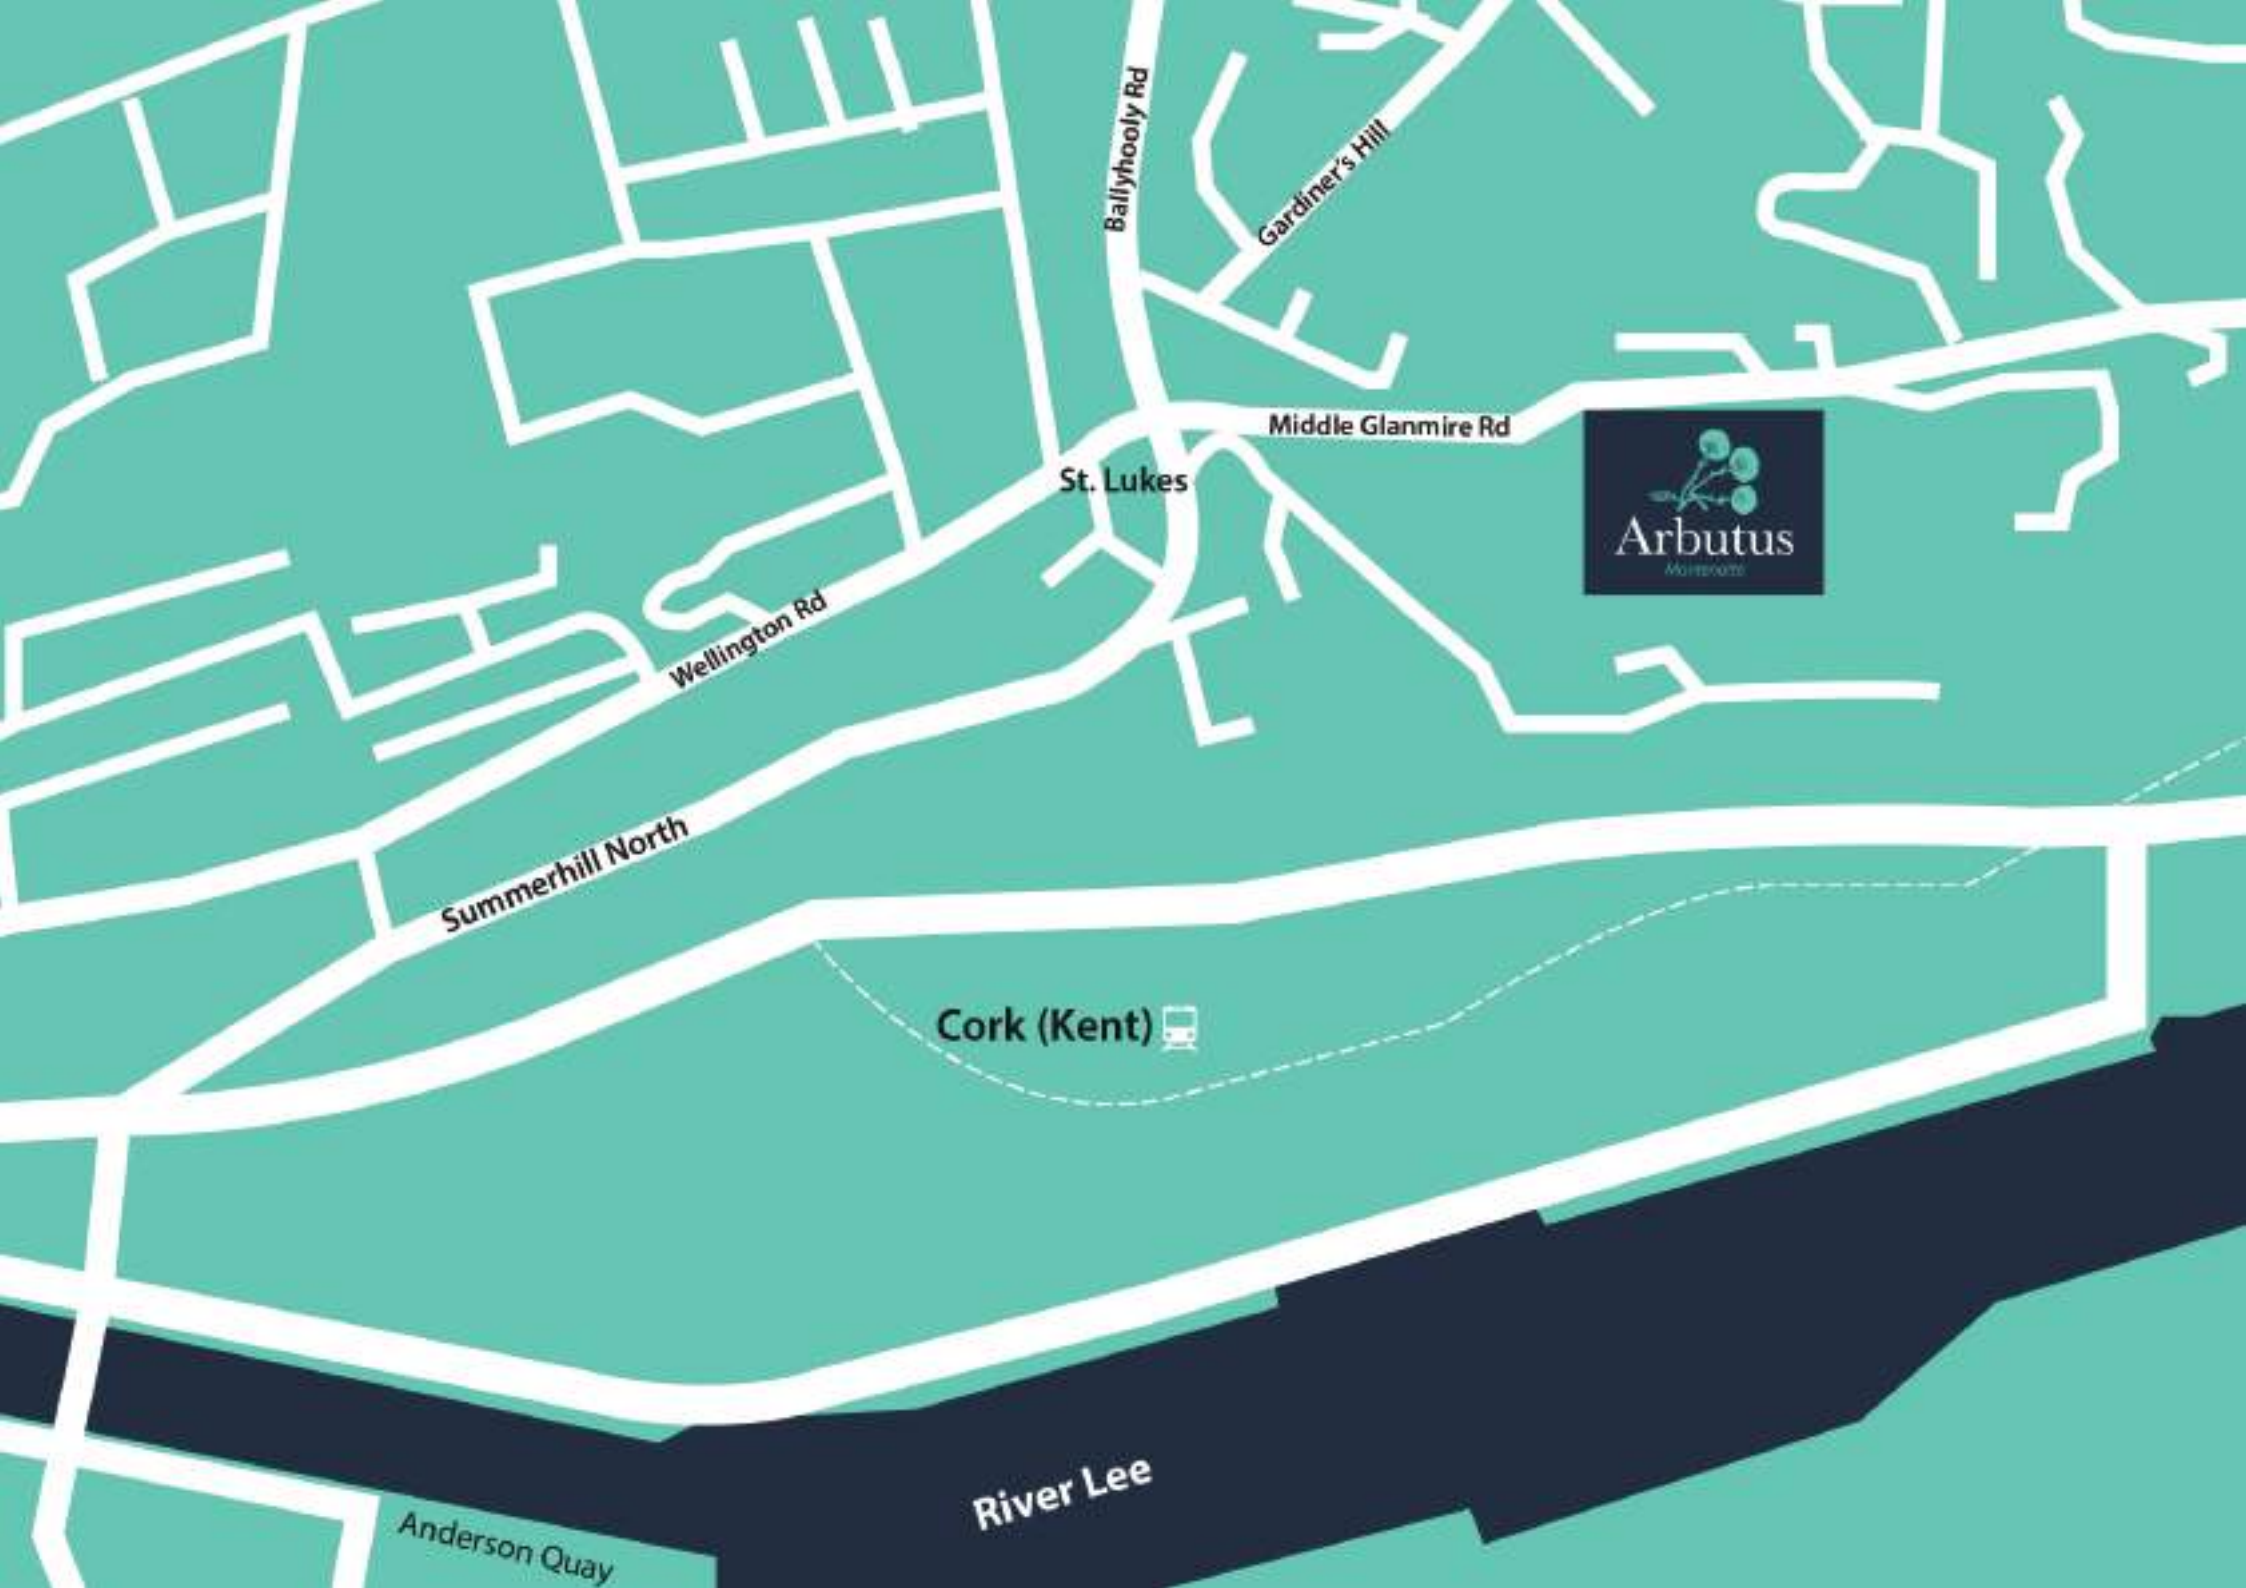 Ballyhooly Rd
Gardiner's Hill
Middle Glanmire Rd
St. Lukes
Arbutus
Montenotte
Wellington Rd
Summerhill North
Cork (Kent)
River Lee
Anderson Quay